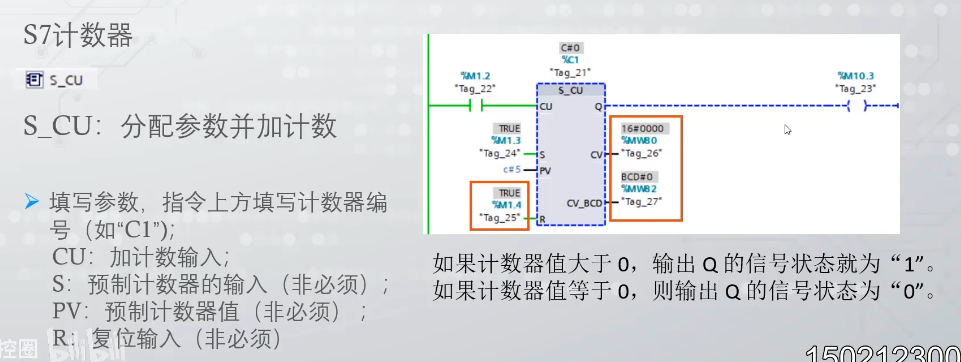 S7计数器
S_CU
S_CU：分配参数并加计数
填写参数，指令上方填写计数器编
号（如“C1”）；
CU：加计数输入；
S：预制计数器的输入（非必须）；
PV：预制计数器值（非必须）；
R：复位输入（非必须）
C#0
%C1
"Tag_21"
%M1.2
"Tag_22"
S_CU
CU
Q
%M10.3
"Tag_23"
TRUE
%M1.3
"Tag_24"
S
c#5
PV
TRUE
%M1.4
"Tag_25"
R
16#0000
%MW80
CV
"Tag_26"
BCD#0
%MW82
CV_BCD
"Tag_27"
如果计数器值大于 0，输出 Q 的信号状态就为“1”。
如果计数器值等于 0，则输出 Q 的信号状态为“0”。
控圈
bilibili
150212300